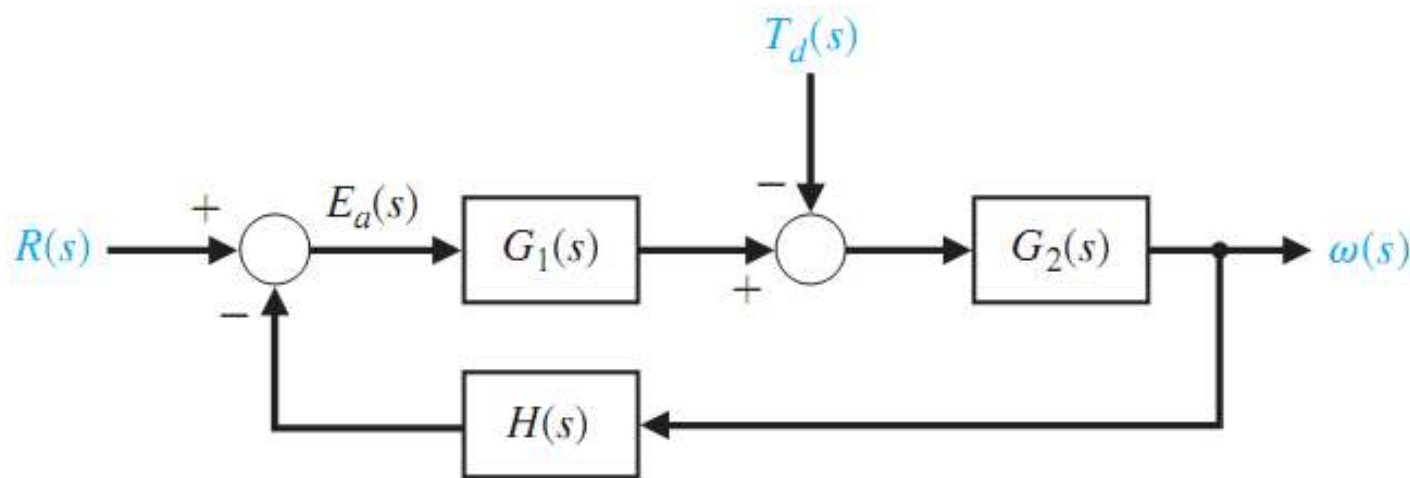 T_d(s)
−
+
E_a(s)
R(s)
G_1(s)
G_2(s)
ω(s)
+
−
H(s)